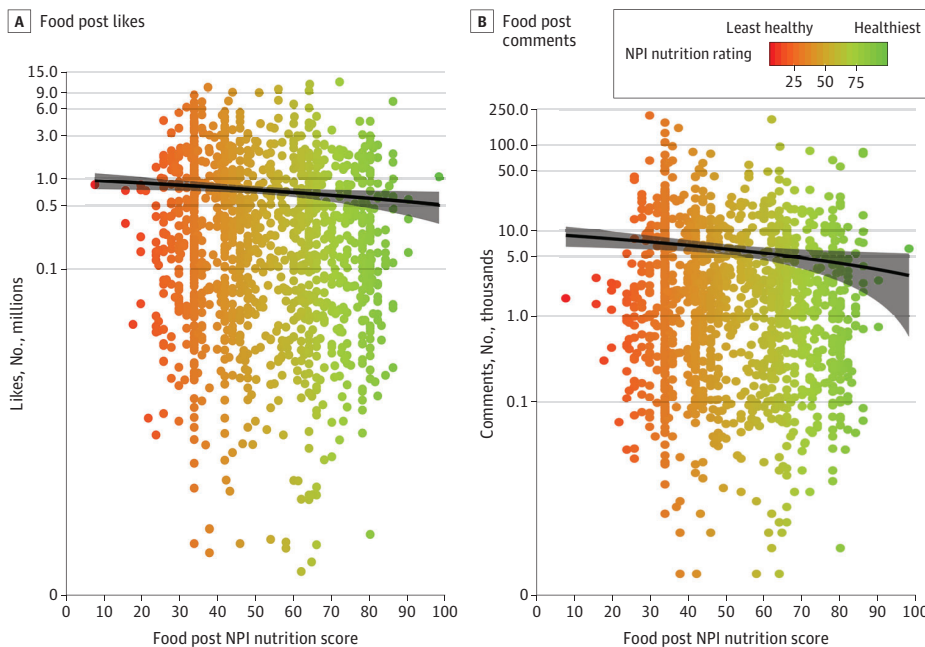 A Food post likes
15.0
9.0
6.0
3.0
1.0
0.5
0.1
0
Likes, No., millions
0 10 20 30 40 50 60 70 80 90 100
Food post NPI nutrition score
B Food post
comments
Least healthy Healthiest
NPI nutrition rating
25 50 75
250.0
100.0
50.0
10.0
5.0
1.0
0.1
0
Comments, No., thousands
0 10 20 30 40 50 60 70 80 90 100
Food post NPI nutrition score